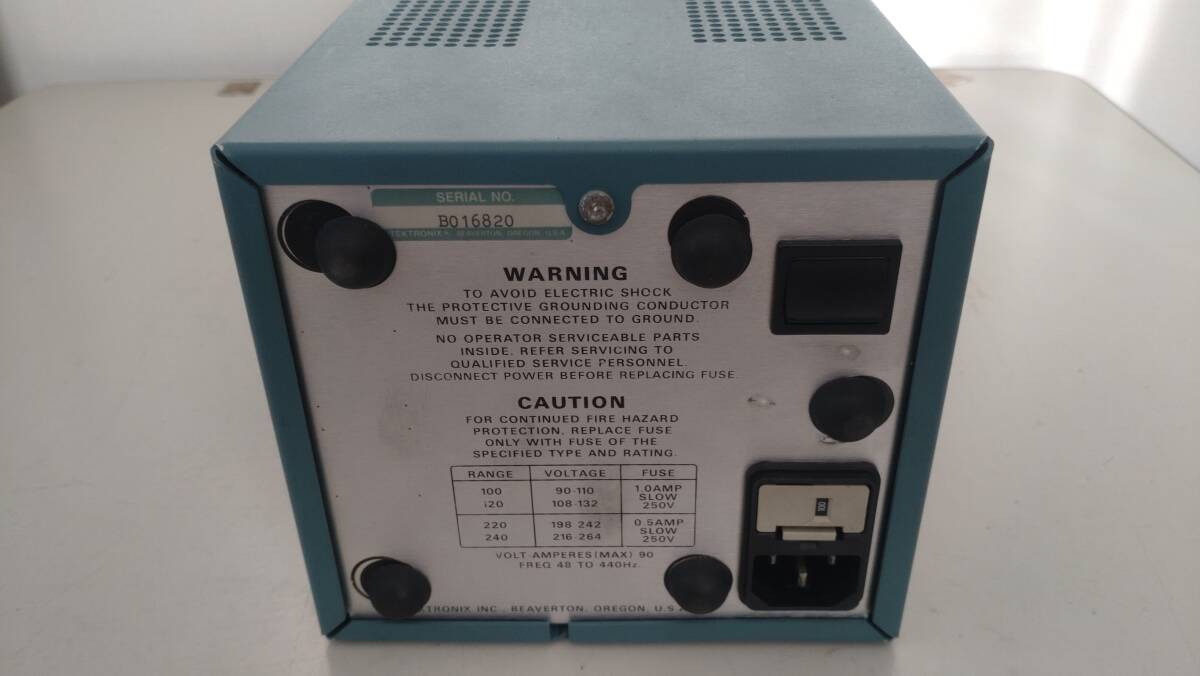 SERIAL NO.
B016820
TEKTRONIX®, BEAVERTON, OREGON, U.S.A.
WARNING
TO AVOID ELECTRIC SHOCK
THE PROTECTIVE GROUNDING CONDUCTOR
MUST BE CONNECTED TO GROUND.
NO OPERATOR SERVICEABLE PARTS
INSIDE. REFER SERVICING TO
QUALIFIED SERVICE PERSONNEL.
DISCONNECT POWER BEFORE REPLACING FUSE.
CAUTION
FOR CONTINUED FIRE HAZARD
PROTECTION, REPLACE FUSE
ONLY WITH FUSE OF THE
SPECIFIED TYPE AND RATING.
RANGE VOLTAGE FUSE
100 90-110 1.0AMP
120 108-132 SLOW
250V
220 198-242 0.5AMP
240 216-264 SLOW
250V
VOLT-AMPERES(MAX) 90
FREQ 48 TO 440Hz.
KTRONIX INC., BEAVERTON, OREGON, U.S.A
100